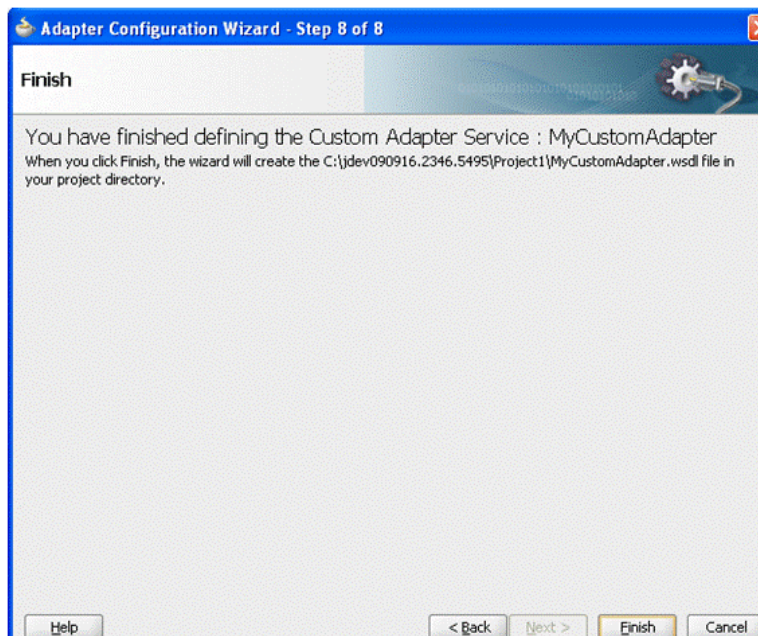 Adapter Configuration Wizard - Step 8 of 8
Finish
You have finished defining the Custom Adapter Service : MyCustomAdapter
When you click Finish, the wizard will create the C:\jdev090916.2346.5495\Project1\MyCustomAdapter.wsdl file in
your project directory.
Help
< Back
Next >
Finish
Cancel